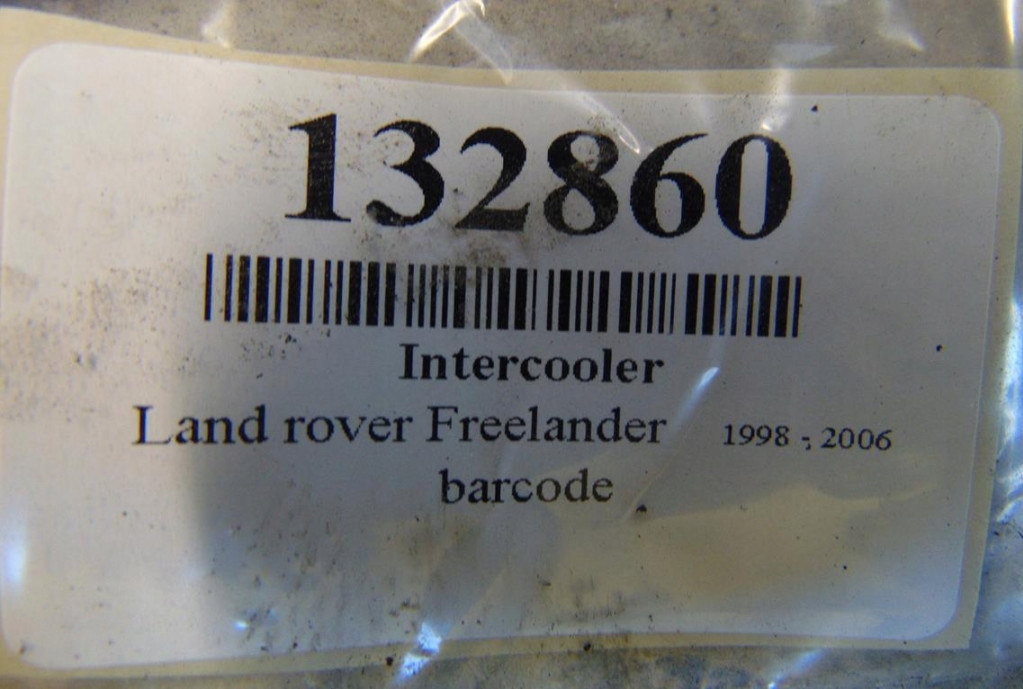 132860
Intercooler
Land rover Freelander 1998 - 2006
barcode